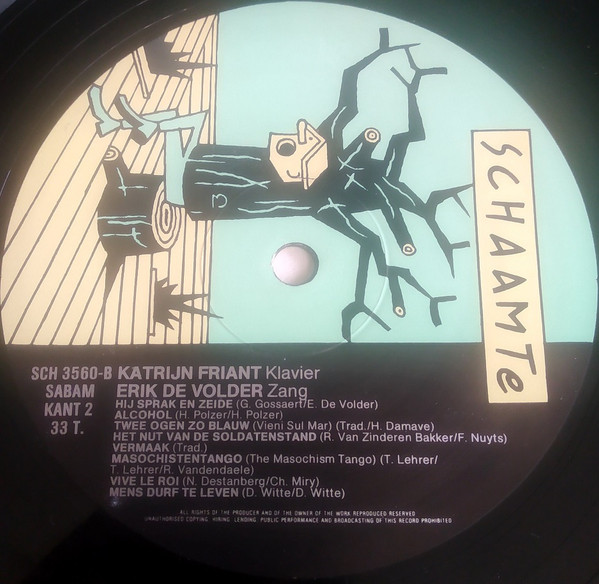 SCHAAMTe
SCH 3560-B KATRIJN FRIANT Klavier
SABAM ERIK DE VOLDER Zang
KANT 2 HIJ SPRAK EN ZEIDE (G. Gossaert/E. De Volder)
ALCOHOL (H. Polzer/H. Polzer)
33 T. TWEE OGEN ZO BLAUW (Vieni Sul Mar) (Trad./H. Damave)
HET NUT VAN DE SOLDATENSTAND (R. Van Zinderen Bakker/F. Nuyts)
VERMAAK (Trad.)
MASOCHISTENTANGO (The Masochism Tango) (T. Lehrer/
T. Lehrer/R. Vandendaele)
VIVE LE ROI (N. Destanberg/Ch. Miry)
MENS DURF TE LEVEN (D. Witte/D. Witte)
ALL RIGHTS OF THE PRODUCER AND OF THE OWNER OF THE WORK REPRODUCED RESERVED
UNAUTHORISED COPYING HIRING LENDING PUBLIC PERFORMANCE AND BROADCASTING OF THIS RECORD PROHIBITED